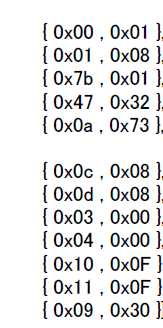 { 0x00 , 0x01 },
{ 0x01 , 0x08 },
{ 0x7b , 0x01 },
{ 0x47 , 0x32 },
{ 0x0a , 0x73 },
{ 0x0c , 0x08 },
{ 0x0d , 0x08 },
{ 0x03 , 0x00 },
{ 0x04 , 0x00 },
{ 0x10 , 0x0F }
{ 0x11 , 0x0F }
{ 0x09 , 0x30 }